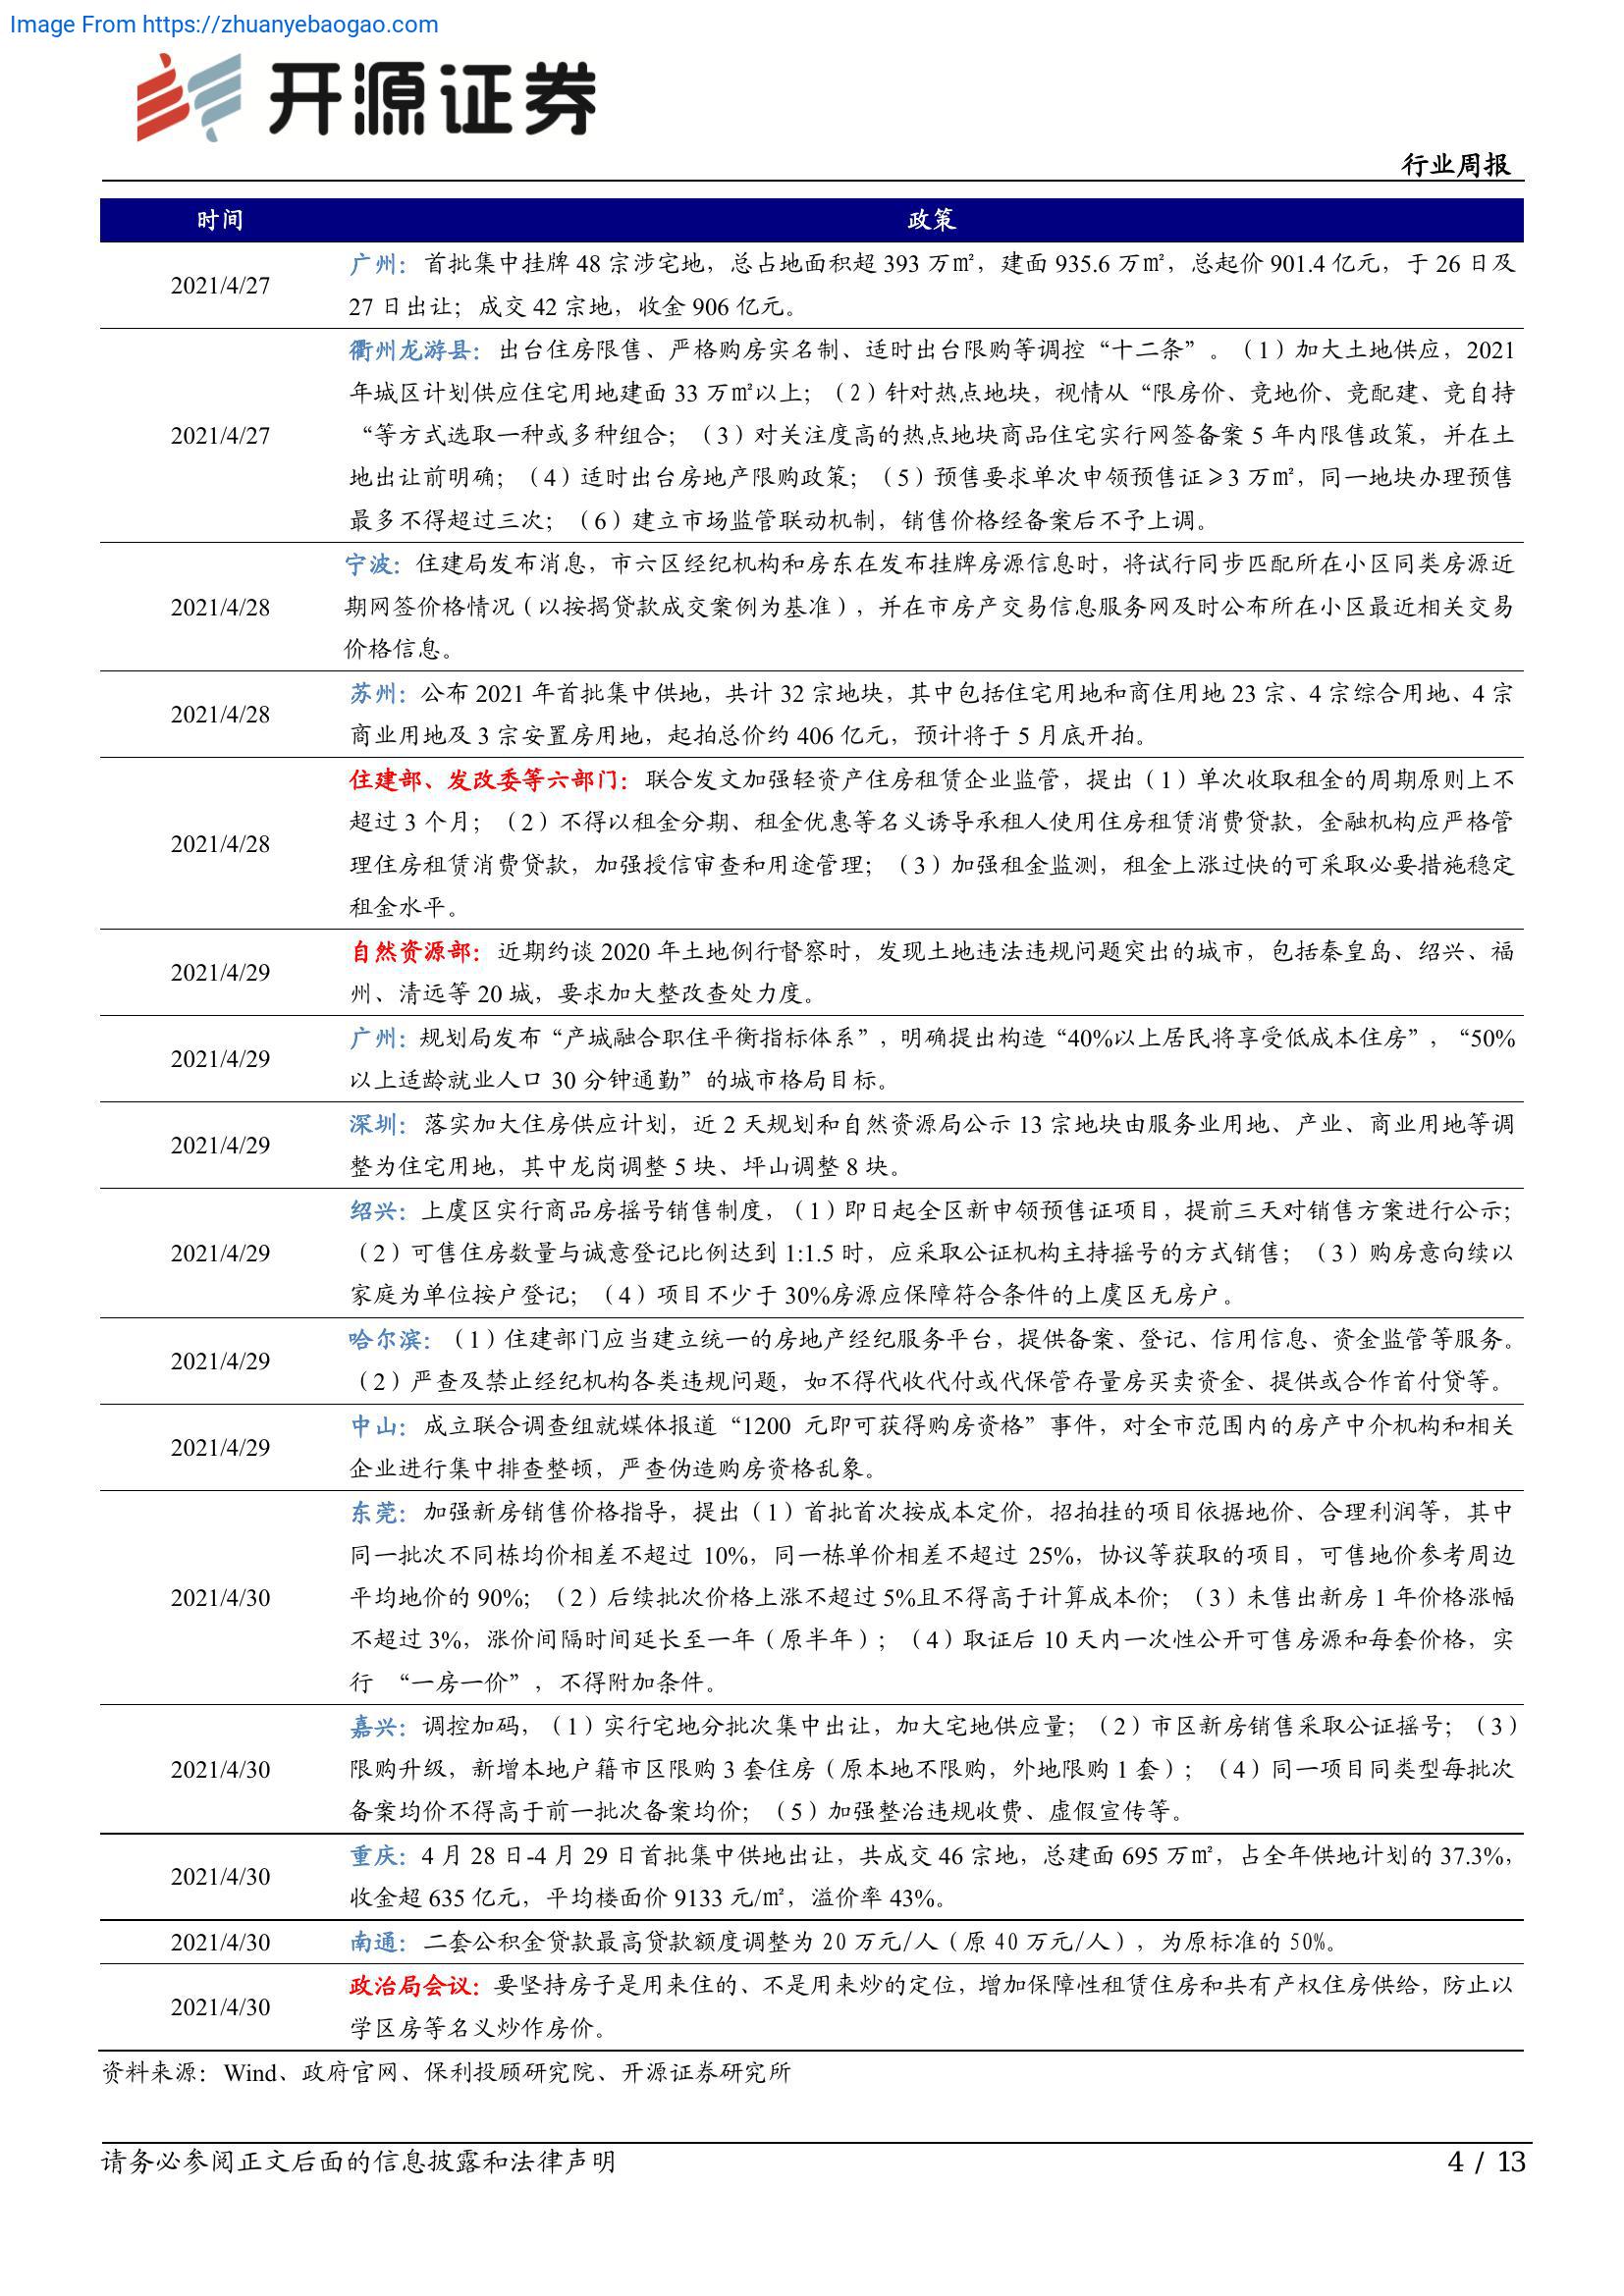 Image From https://zhuanyebaogao.com
开源证券
行业周报
时间 政策
2021/4/27
广州：首批集中挂牌 48 宗涉宅地，总占地面积超 393 万㎡，建面 935.6 万㎡，总起价 901.4 亿元，于 26 日及
27 日出让；成交 42 宗地，收金 906 亿元。
2021/4/27
衢州龙游县：出台住房限售、严格购房实名制、适时出台限购等调控“十二条”。（1）加大土地供应，2021
年城区计划供应住宅用地建面 33 万㎡以上；（2）针对热点地块，视情从“限房价、竞地价、竞配建、竞自持
“等方式选取一种或多种组合；（3）对关注度高的热点地块商品住宅实行网签备案 5 年内限售政策，并在土
地出让前明确；（4）适时出台房地产限购政策；（5）预售要求单次申领预售证≥3 万㎡，同一地块办理预售
最多不得超过三次；（6）建立市场监管联动机制，销售价格经备案后不予上调。
2021/4/28
宁波：住建局发布消息，市六区经纪机构和房东在发布挂牌房源信息时，将试行同步匹配所在小区同类房源近
期网签价格情况（以按揭贷款成交案例为基准），并在市房产交易信息服务网及时公布所在小区最近相关交易
价格信息。
2021/4/28
苏州：公布 2021 年首批集中供地，共计 32 宗地块，其中包括住宅用地和商住用地 23 宗、4 宗综合用地、4 宗
商业用地及 3 宗安置房用地，起拍总价约 406 亿元，预计将于 5 月底开拍。
2021/4/28
住建部、发改委等六部门：联合发文加强轻资产住房租赁企业监管，提出（1）单次收取租金的周期原则上不
超过 3 个月；（2）不得以租金分期、租金优惠等名义诱导承租人使用住房租赁消费贷款，金融机构应严格管
理住房租赁消费贷款，加强授信审查和用途管理；（3）加强租金监测，租金上涨过快的可采取必要措施稳定
租金水平。
2021/4/29
自然资源部：近期约谈 2020 年土地例行督察时，发现土地违法违规问题突出的城市，包括秦皇岛、绍兴、福
州、清远等 20 城，要求加大整改查处力度。
2021/4/29
广州：规划局发布“产城融合职住平衡指标体系”，明确提出构造“40%以上居民将享受低成本住房”，“50%
以上适龄就业人口 30 分钟通勤”的城市格局目标。
2021/4/29
深圳：落实加大住房供应计划，近 2 天规划和自然资源局公示 13 宗地块由服务业用地、产业、商业用地等调
整为住宅用地，其中龙岗调整 5 块、坪山调整 8 块。
2021/4/29
绍兴：上虞区实行商品房摇号销售制度，（1）即日起全区新申领预售证项目，提前三天对销售方案进行公示；
（2）可售住房数量与诚意登记比例达到 1:1.5 时，应采取公证机构主持摇号的方式销售；（3）购房意向续以
家庭为单位按户登记；（4）项目不少于 30%房源应保障符合条件的上虞区无房户。
2021/4/29
哈尔滨：（1）住建部门应当建立统一的房地产经纪服务平台，提供备案、登记、信用信息、资金监管等服务。
（2）严查及禁止经纪机构各类违规问题，如不得代收代付或代保管存量房买卖资金、提供或合作首付贷等。
2021/4/29
中山：成立联合调查组就媒体报道“1200 元即可获得购房资格”事件，对全市范围内的房产中介机构和相关
企业进行集中排查整顿，严查伪造购房资格乱象。
2021/4/30
东莞：加强新房销售价格指导，提出（1）首批首次按成本定价，招拍挂的项目依据地价、合理利润等，其中
同一批次不同栋均价相差不超过 10%，同一栋单价相差不超过 25%，协议等获取的项目，可售地价参考周边
平均地价的 90%；（2）后续批次价格上涨不超过 5%且不得高于计算成本价；（3）未售出新房 1 年价格涨幅
不超过 3%，涨价间隔时间延长至一年（原半年）；（4）取证后 10 天内一次性公开可售房源和每套价格，实
行 “一房一价”，不得附加条件。
2021/4/30
嘉兴：调控加码，（1）实行宅地分批次集中出让，加大宅地供应量；（2）市区新房销售采取公证摇号；（3）
限购升级，新增本地户籍市区限购 3 套住房（原本地不限购，外地限购 1 套）；（4）同一项目同类型每批次
备案均价不得高于前一批次备案均价；（5）加强整治违规收费、虚假宣传等。
2021/4/30
重庆：4 月 28 日-4 月 29 日首批集中供地出让，共成交 46 宗地，总建面 695 万㎡，占全年供地计划的 37.3%，
收金超 635 亿元，平均楼面价 9133 元/㎡，溢价率 43%。
2021/4/30
南通：二套公积金贷款最高贷款额度调整为 20 万元/人（原 40 万元/人），为原标准的 50%。
2021/4/30
政治局会议：要坚持房子是用来住的、不是用来炒的定位，增加保障性租赁住房和共有产权住房供给，防止以
学区房等名义炒作房价。
资料来源：Wind、政府官网、保利投顾研究院、开源证券研究所
请务必参阅正文后面的信息披露和法律声明
4 / 13